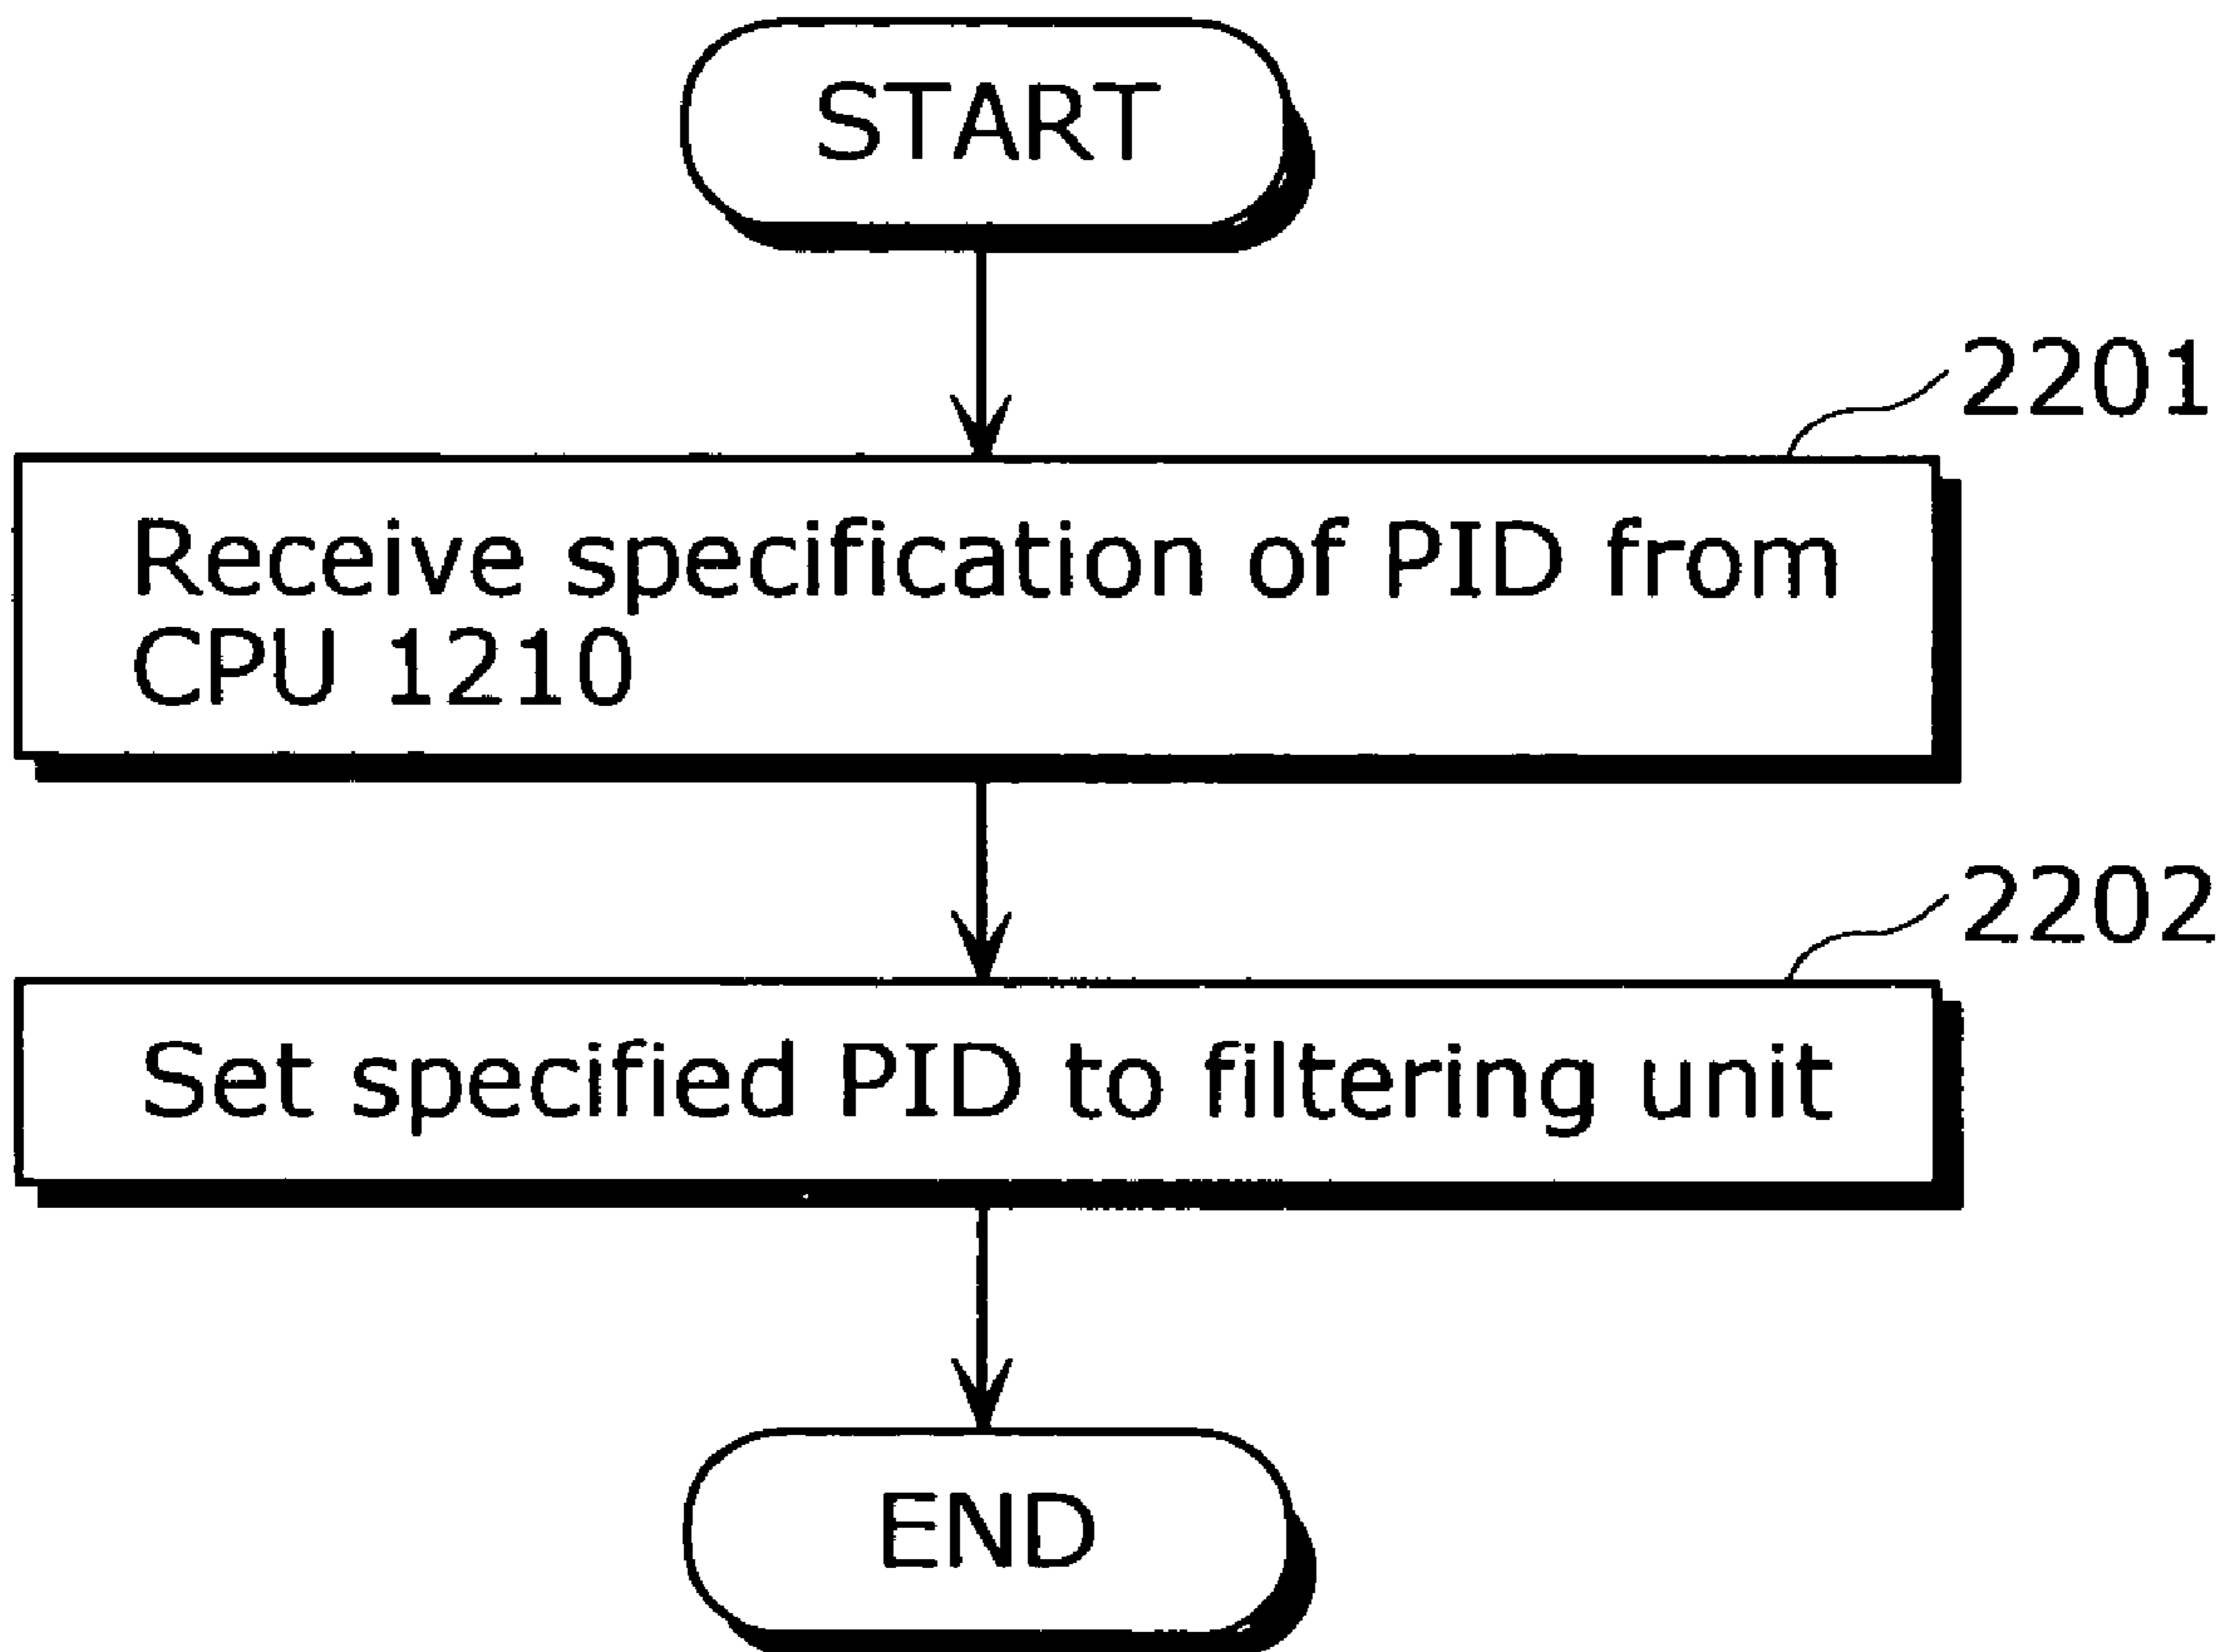 START
2201
Receive specification of PID from
CPU 1210
2202
Set specified PID to filtering unit
END